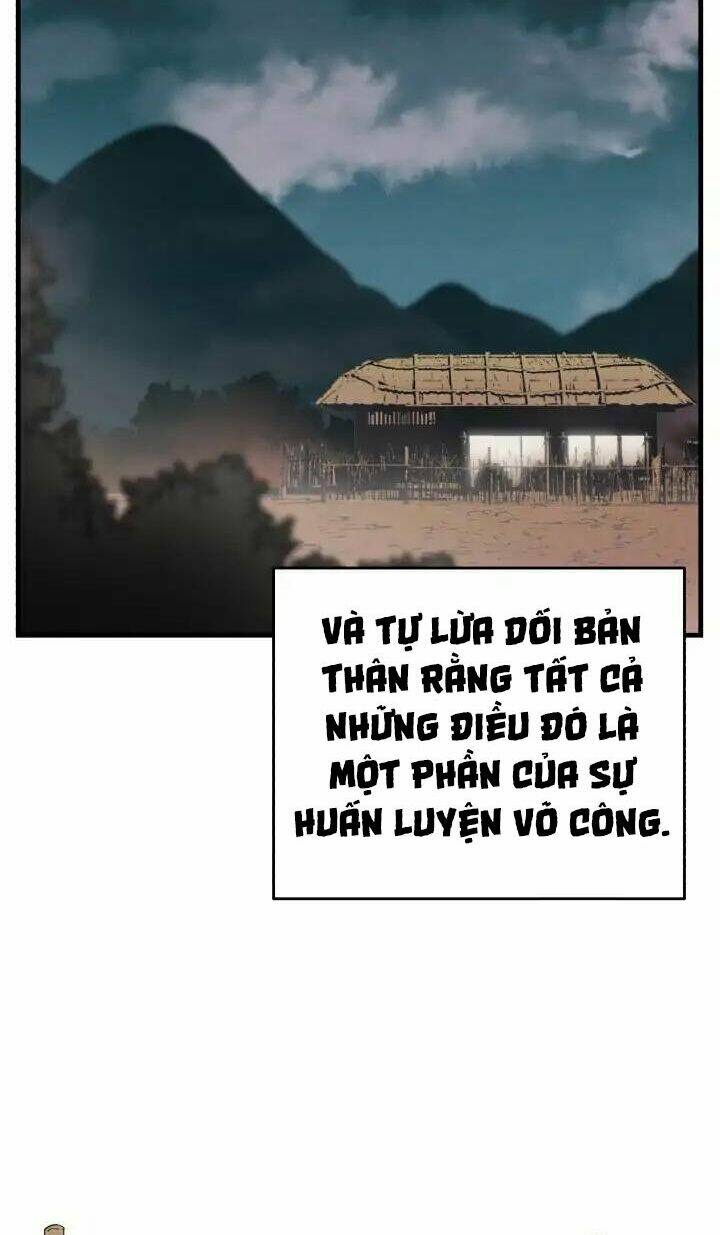 VÀ TỰ LỪA DỐI BẢN
THÂN RẰNG TẤT CẢ
NHỮNG ĐIỀU ĐÓ LÀ
MỘT PHẦN CỦA SỰ
HUẤN LUYỆN VÕ CÔNG.